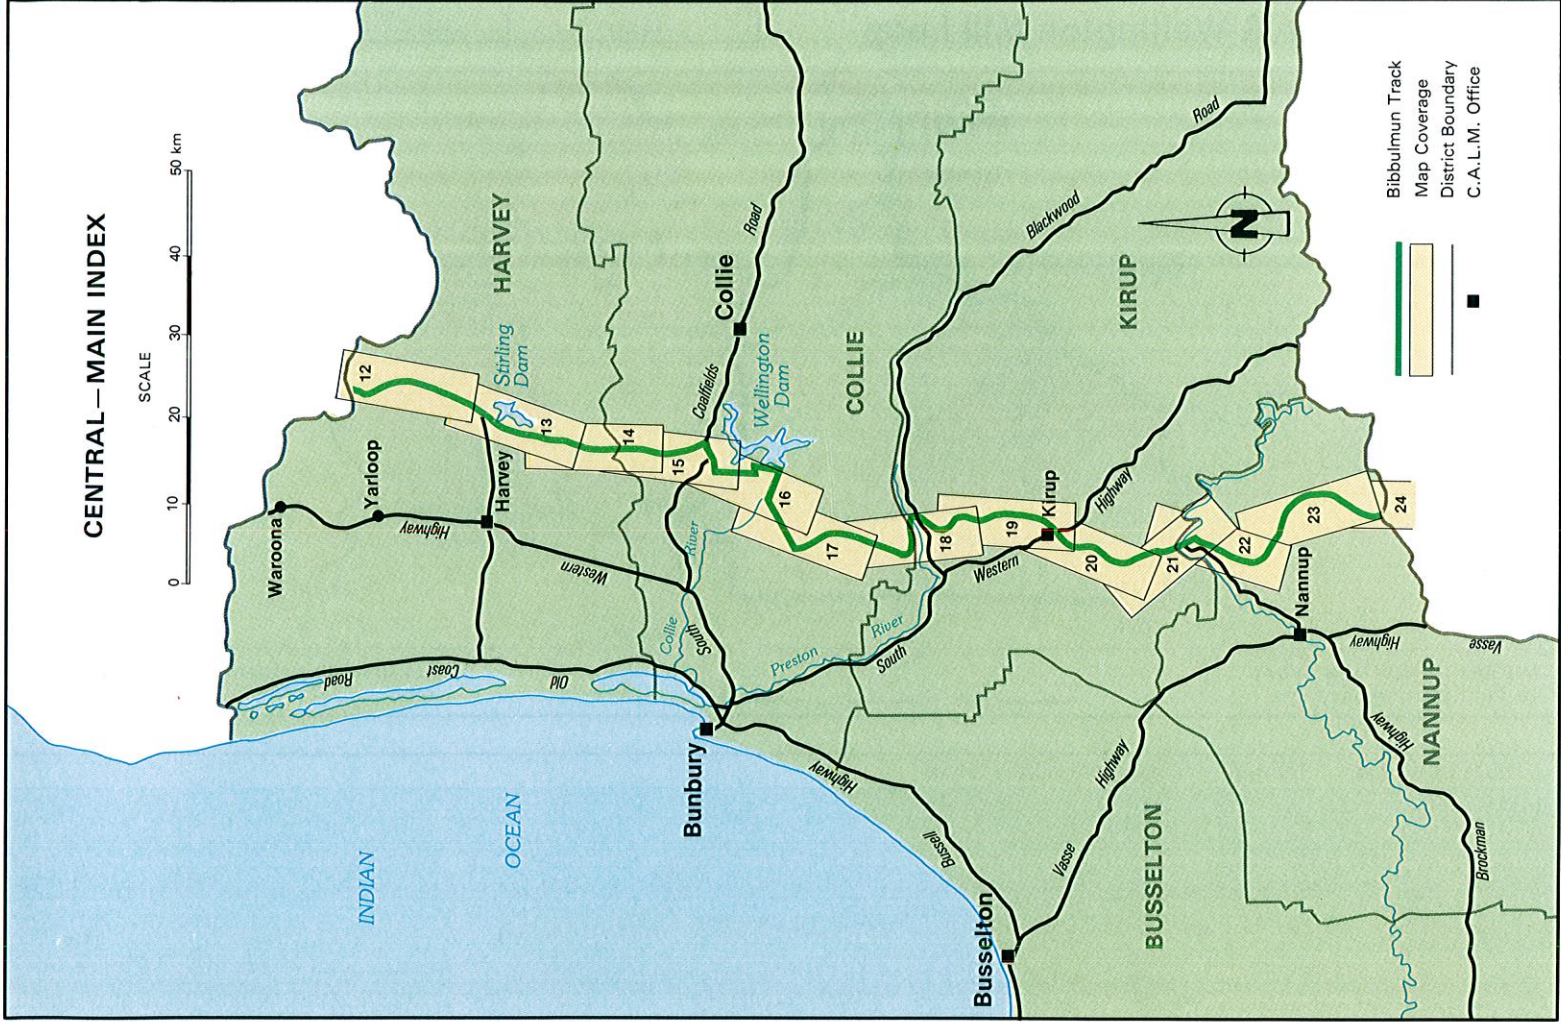 CENTRAL—MAIN INDEX
SCALE
0 10 20 30 40 50 km
Waroona
Yarloop
Highway
Harvey
HARVEY
Stirling
Dam
12
13
14
15
16
17
18
19
20
21
22
23
24
Road
Coast
Old
Western
South
Collie
River
Coalfields
Road
Collie
Wellington
Dam
COLLIE
INDIAN
OCEAN
Bunbury
Preston
River
South
Western
Highway
Kirup
KIRUP
Blackwood
Road
Highway
Bussell
Busselton
Vasse
Highway
BUSSELTON
Nannup
NANNUP
Highway
Vasse
Highway
Brockman
N
Bibbulmun Track
Map Coverage
District Boundary
C.A.L.M. Office